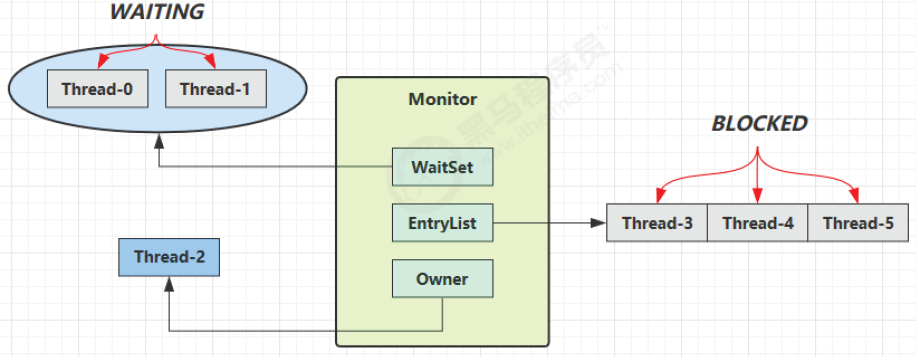 WAITING
Thread-0
Thread-1
Monitor
WaitSet
EntryList
Owner
Thread-2
BLOCKED
Thread-3
Thread-4
Thread-5
黑马程序员
www.itheima.com